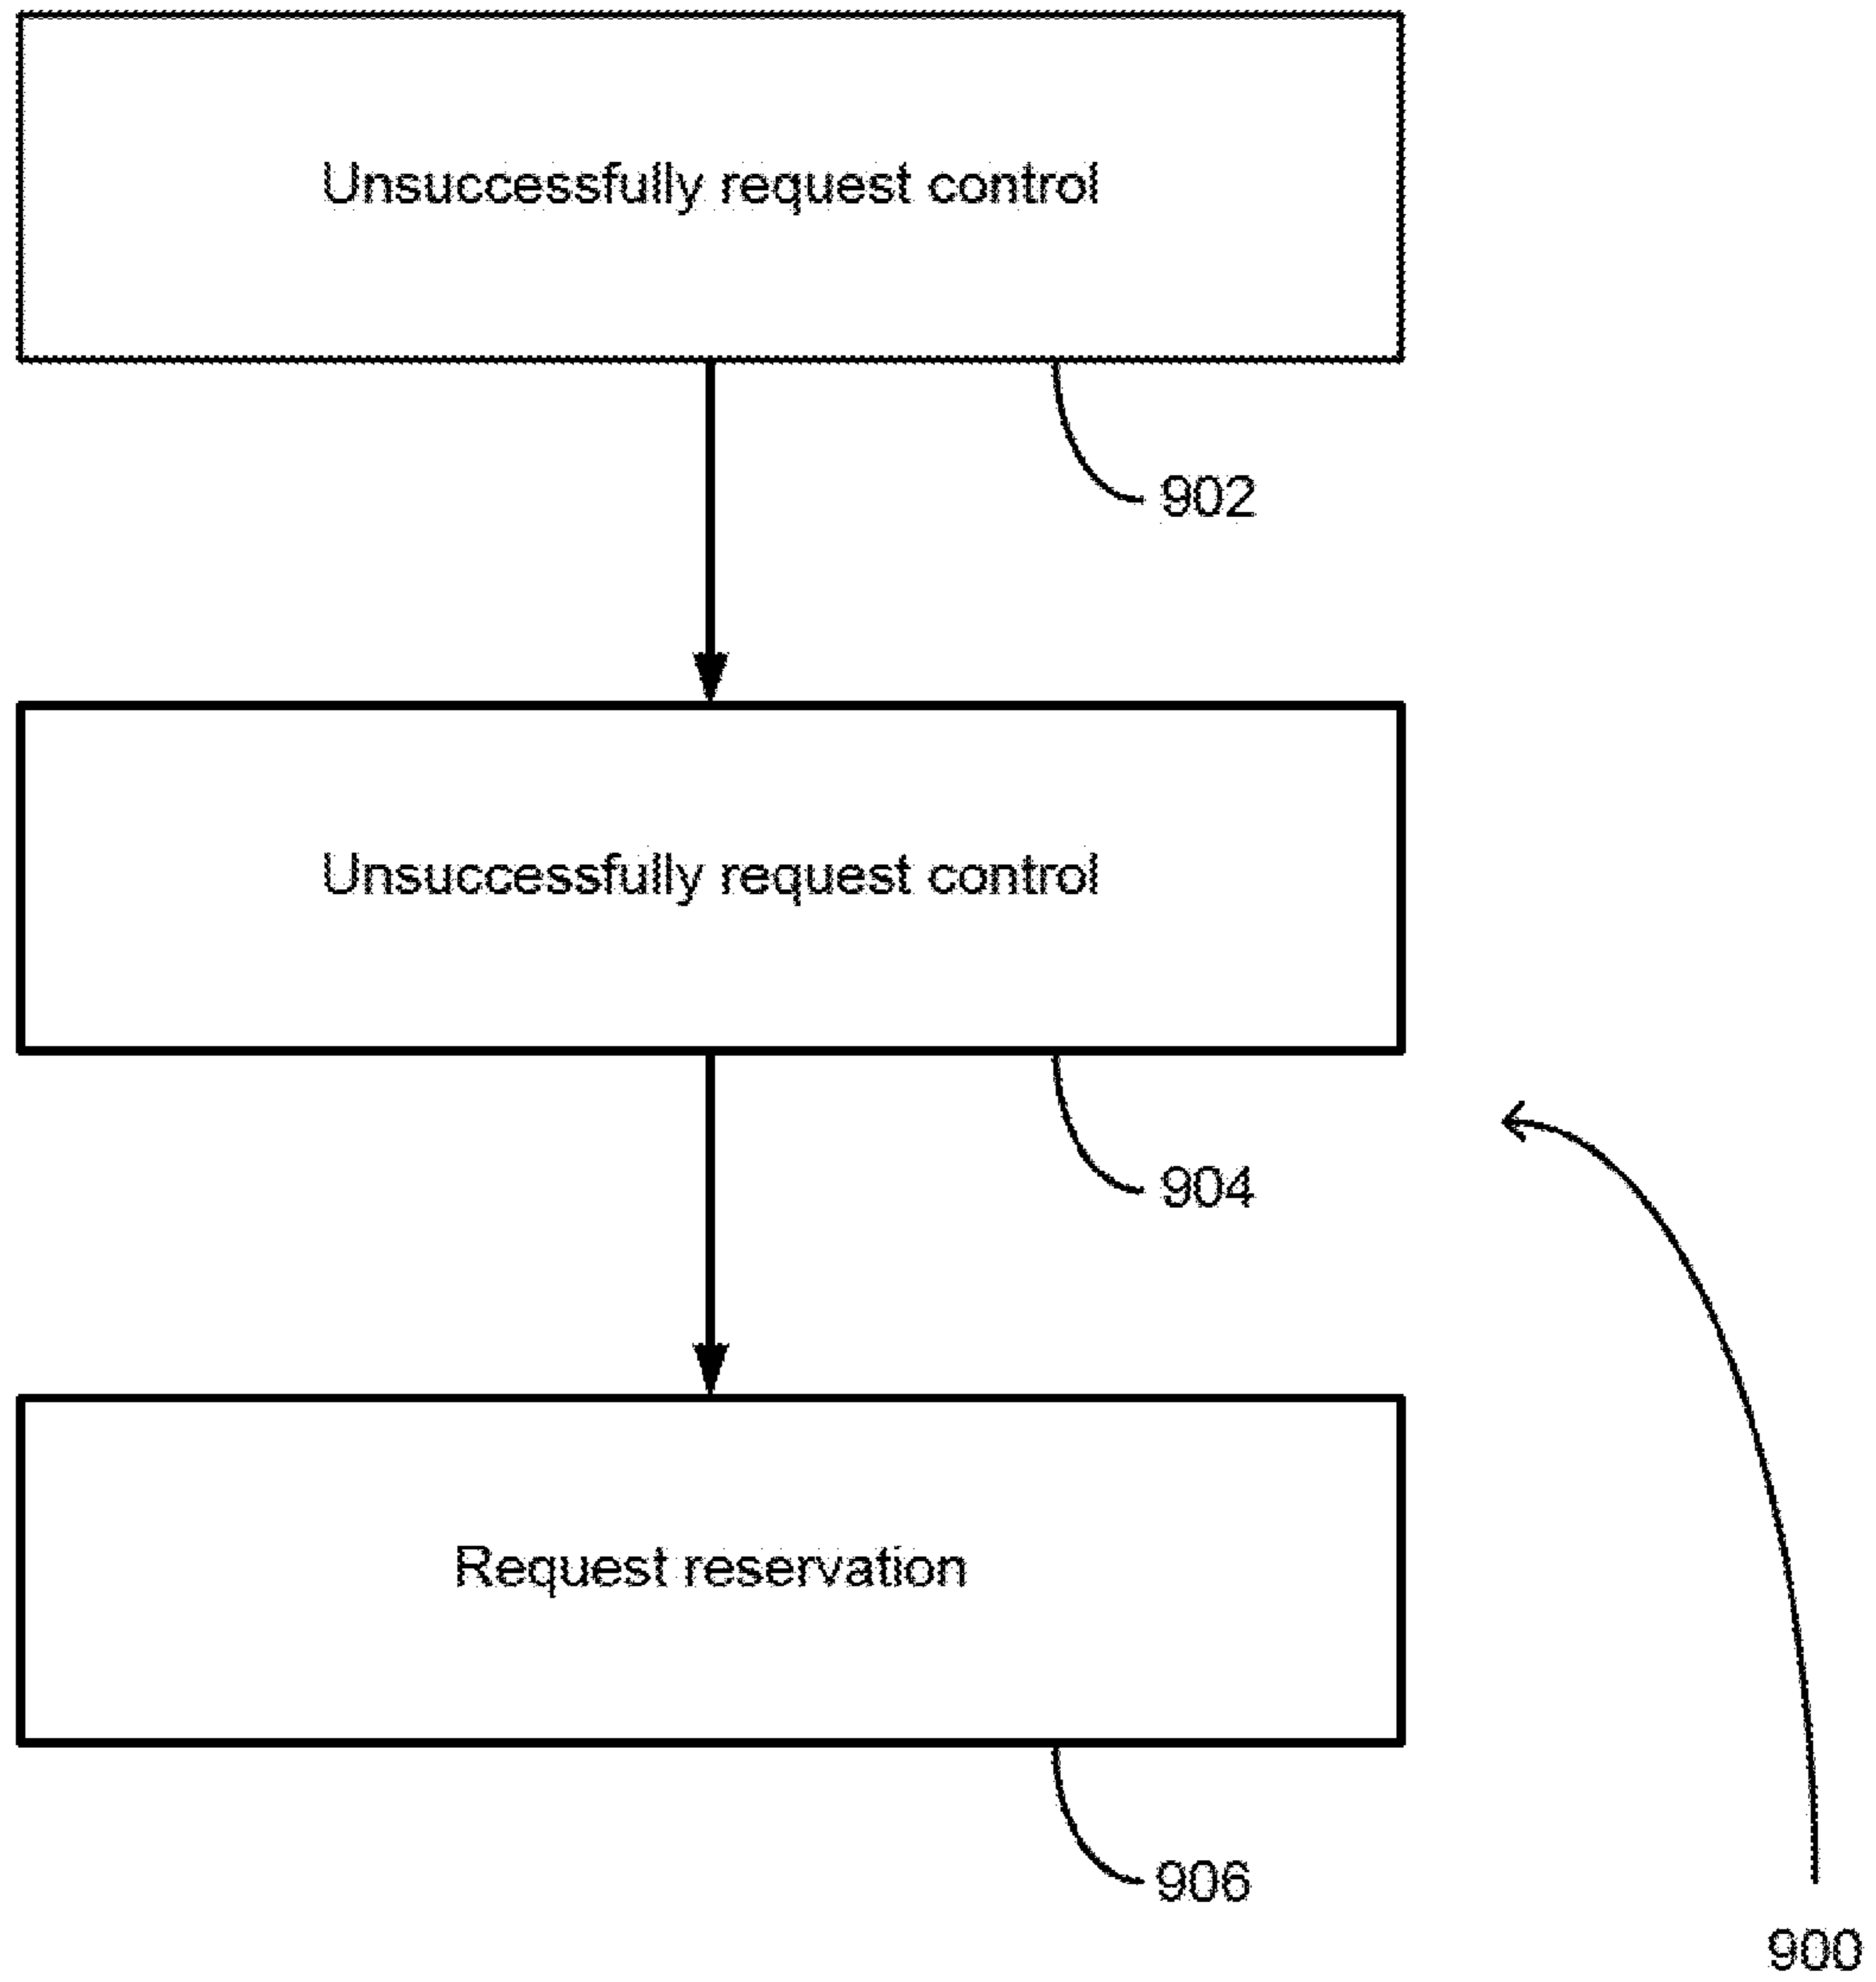 Unsuccessfully request control
902
Unsuccessfully request control
904
Request reservation
906
900